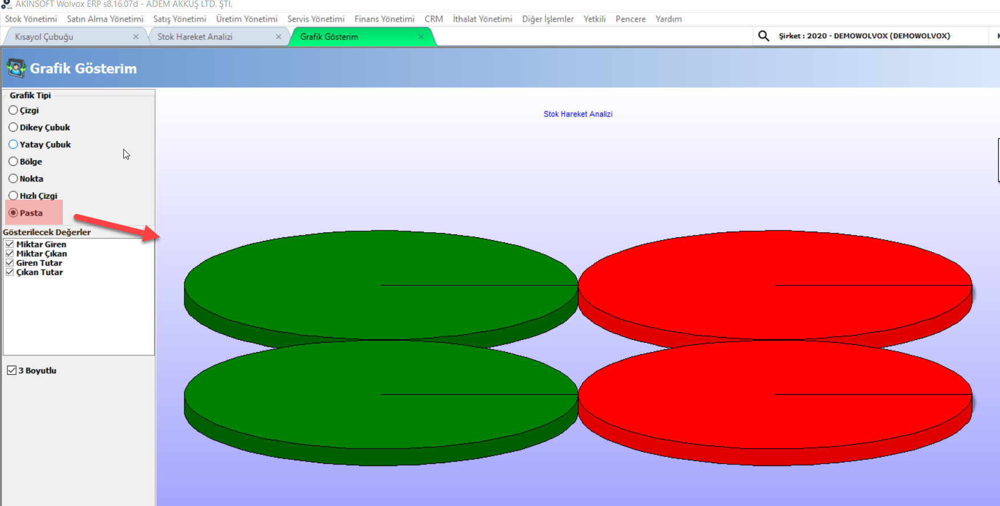 AKINSOFT Wolvox ERP s8.16.07d - ADEM AKKUŞ LTD. ŞTI.
Stok Yönetimi Satın Alma Yönetimi Satış Yönetimi Üretim Yönetimi Servis Yönetimi Finans Yönetimi CRM İthalat Yönetimi Diğer İşlemler Yetkili Pencere Yardım
Kısayol Çubuğu Stok Hareket Analizi Grafik Gösterim Şirket : 2020 - DEMOWOLVOX (DEMOWOLVOX)
Grafik Gösterim
Grafik Tipi
Çizgi
Dikey Çubuk
Yatay Çubuk
Bölge
Nokta
Hızlı Çizgi
Pasta
Gösterilecek Değerler
Miktar Giren
Miktar Çıkan
Giren Tutar
Çıkan Tutar
3 Boyutlu
Stok Hareket Analizi